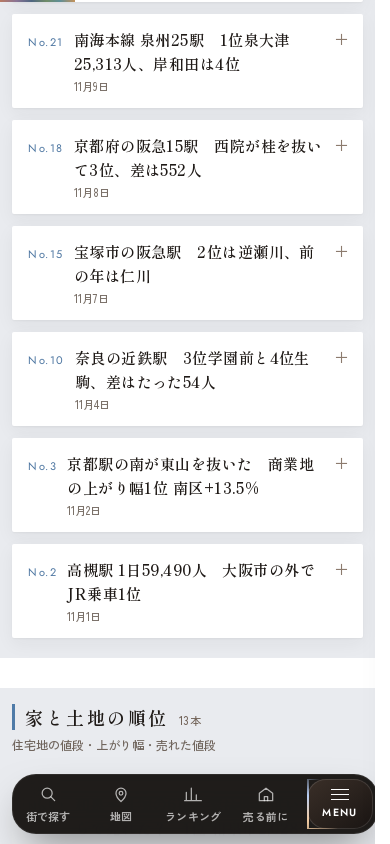 No.21 南海本線 泉州25駅　1位泉大津
25,313人、岸和田は4位
11月9日
No.18 京都府の阪急15駅　西院が桂を抜い
て3位、差は552人
11月8日
No.15 宝塚市の阪急駅　2位は逆瀬川、前
の年は仁川
11月7日
No.10 奈良の近鉄駅　3位学園前と4位生
駒、差はたった54人
11月4日
No.3 京都駅の南が東山を抜いた　商業地
の上がり幅1位 南区+13.5%
11月2日
No.2 高槻駅 1日59,490人　大阪市の外で
JR乗車1位
11月1日
家と土地の順位 13本
住宅地の値段・上がり幅・売れた値段
街で探す 地図 ランキング 売る前に MENU